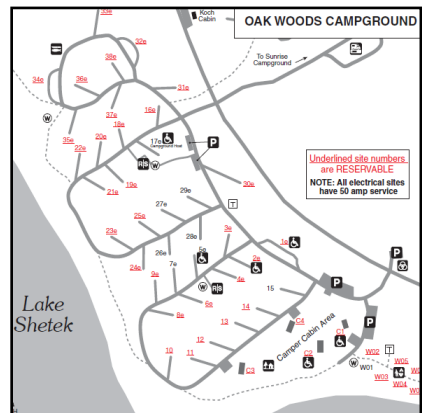 33e
Koch
Cabin
OAK WOODS CAMPGROUND
32e
38e
To Sunrise
Campground
34e
36e
31e
37e
16e
W
20e
35e
22e
17e
Campground Host
P
R/S
W
Underlined site numbers
are RESERVABLE
NOTE: All electrical sites
have 50 amp service
19e
21e
30e
29e
27e
T
25e
23e
3e
28e
1e
26e
5e
2e
24e
7e
9e
4e
P
W
R/S
P
15
6e
14
8e
13
C4
P
C1
Lake
Shetek
12
Camper Cabin Area
C2
W02
T
10
11
C3
W01
W
W05
W03
W04